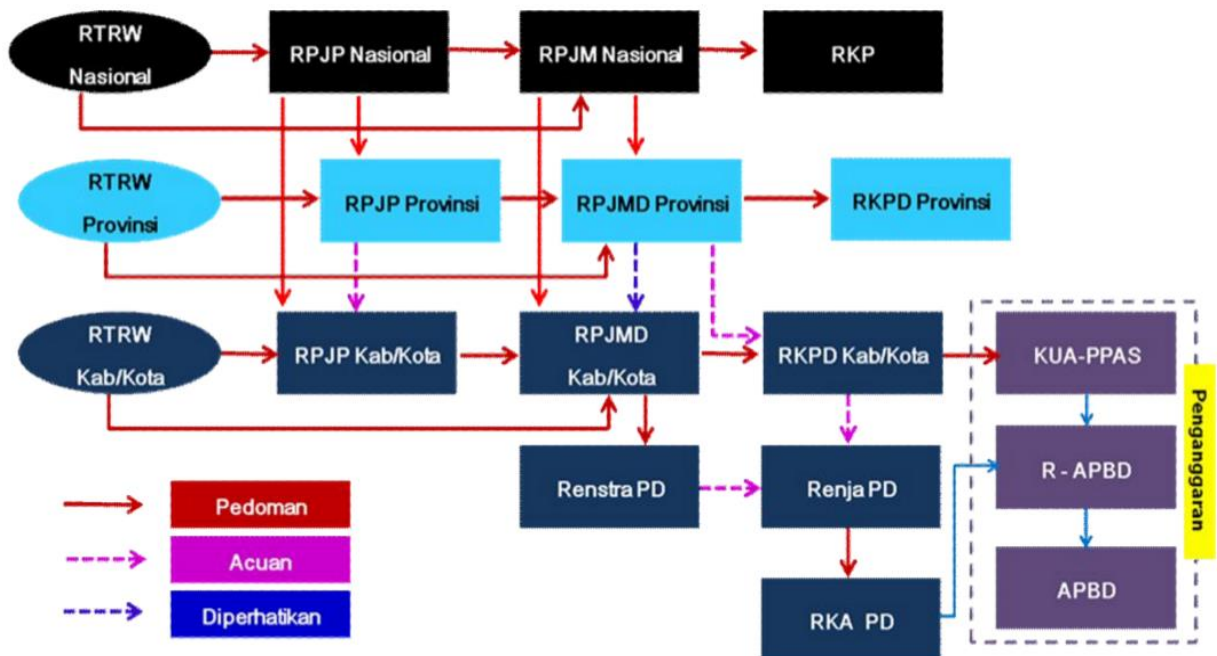 RTRW
Nasional
RPJP Nasional
RPJM Nasional
RKP
RTRW
Provinsi
RPJP Provinsi
RPJMD Provinsi
RKPD Provinsi
RTRW
Kab/Kota
RPJP Kab/Kota
RPJMD
Kab/Kota
RKPD Kab/Kota
KUA-PPAS
Renstra PD
Renja PD
R - APBD
RKA PD
APBD
Penganggaran
Pedoman
Acuan
Diperhatikan